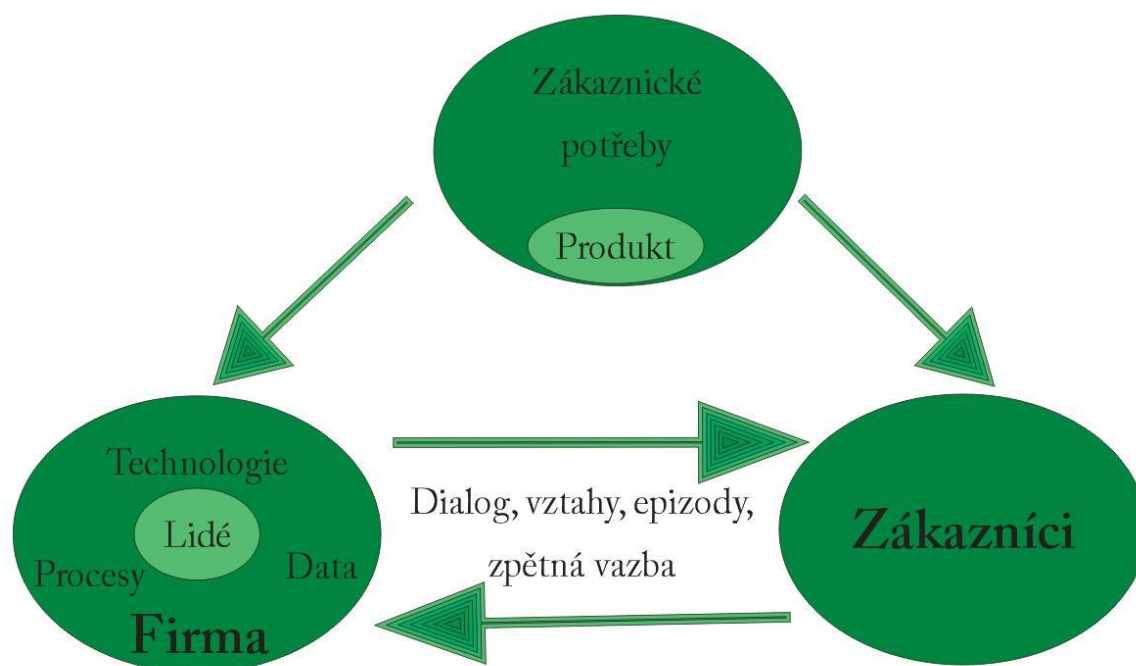 Zákaznické
potřeby
Produkt
Technologie
Lidé
Procesy
Data
Firma
Dialog, vztahy, epizody,
zpětná vazba
Zákazníci